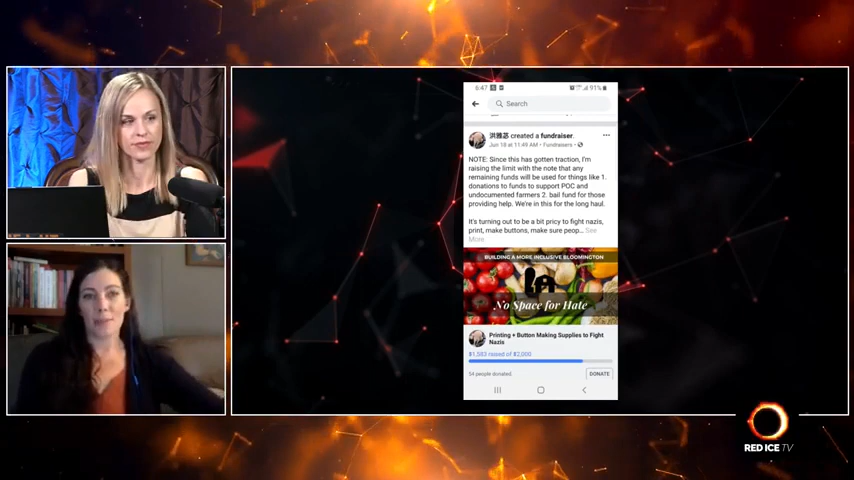 6:47
91%
Search
洪雅苾 created a fundraiser.
Jun 18 at 11:49 AM • Fundraisers •
NOTE: Since this has gotten traction, I'm
raising the limit with the note that any
remaining funds will be used for things like 1.
donations to funds to support POC and
undocumented farmers 2. bail fund for those
providing help. We're in this for the long haul.
It's turning out to be a bit pricy to fight nazis,
print, make buttons, make sure peop... See
More
BUILDING A MORE INCLUSIVE BLOOMINGTON
No Space for Hate
Printing + Button Making Supplies to Fight
Nazis
$1,583 raised of $2,000
54 people donated.
DONATE
RED ICE TV